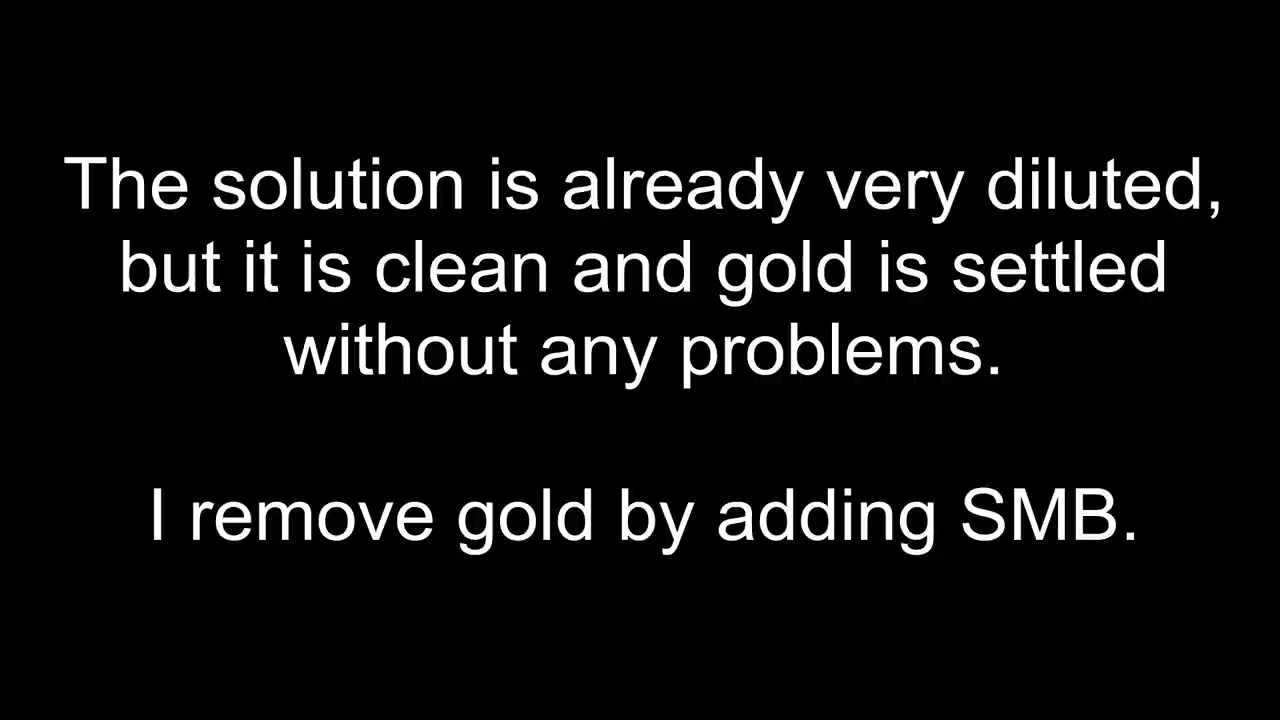 The solution is already very diluted,
but it is clean and gold is settled
without any problems.
I remove gold by adding SMB.